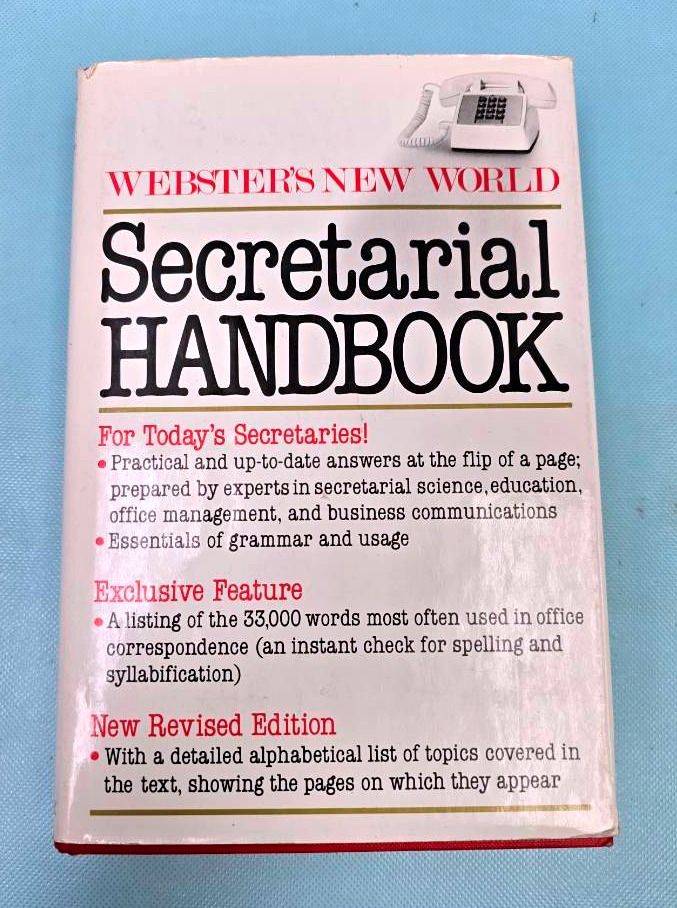 WEBSTER'S NEW WORLD
Secretarial
HANDBOOK
For Today's Secretaries!
• Practical and up-to-date answers at the flip of a page;
prepared by experts in secretarial science, education,
office management, and business communications
• Essentials of grammar and usage
Exclusive Feature
• A listing of the 33,000 words most often used in office
correspondence (an instant check for spelling and
syllabification)
New Revised Edition
• With a detailed alphabetical list of topics covered in
the text, showing the pages on which they appear